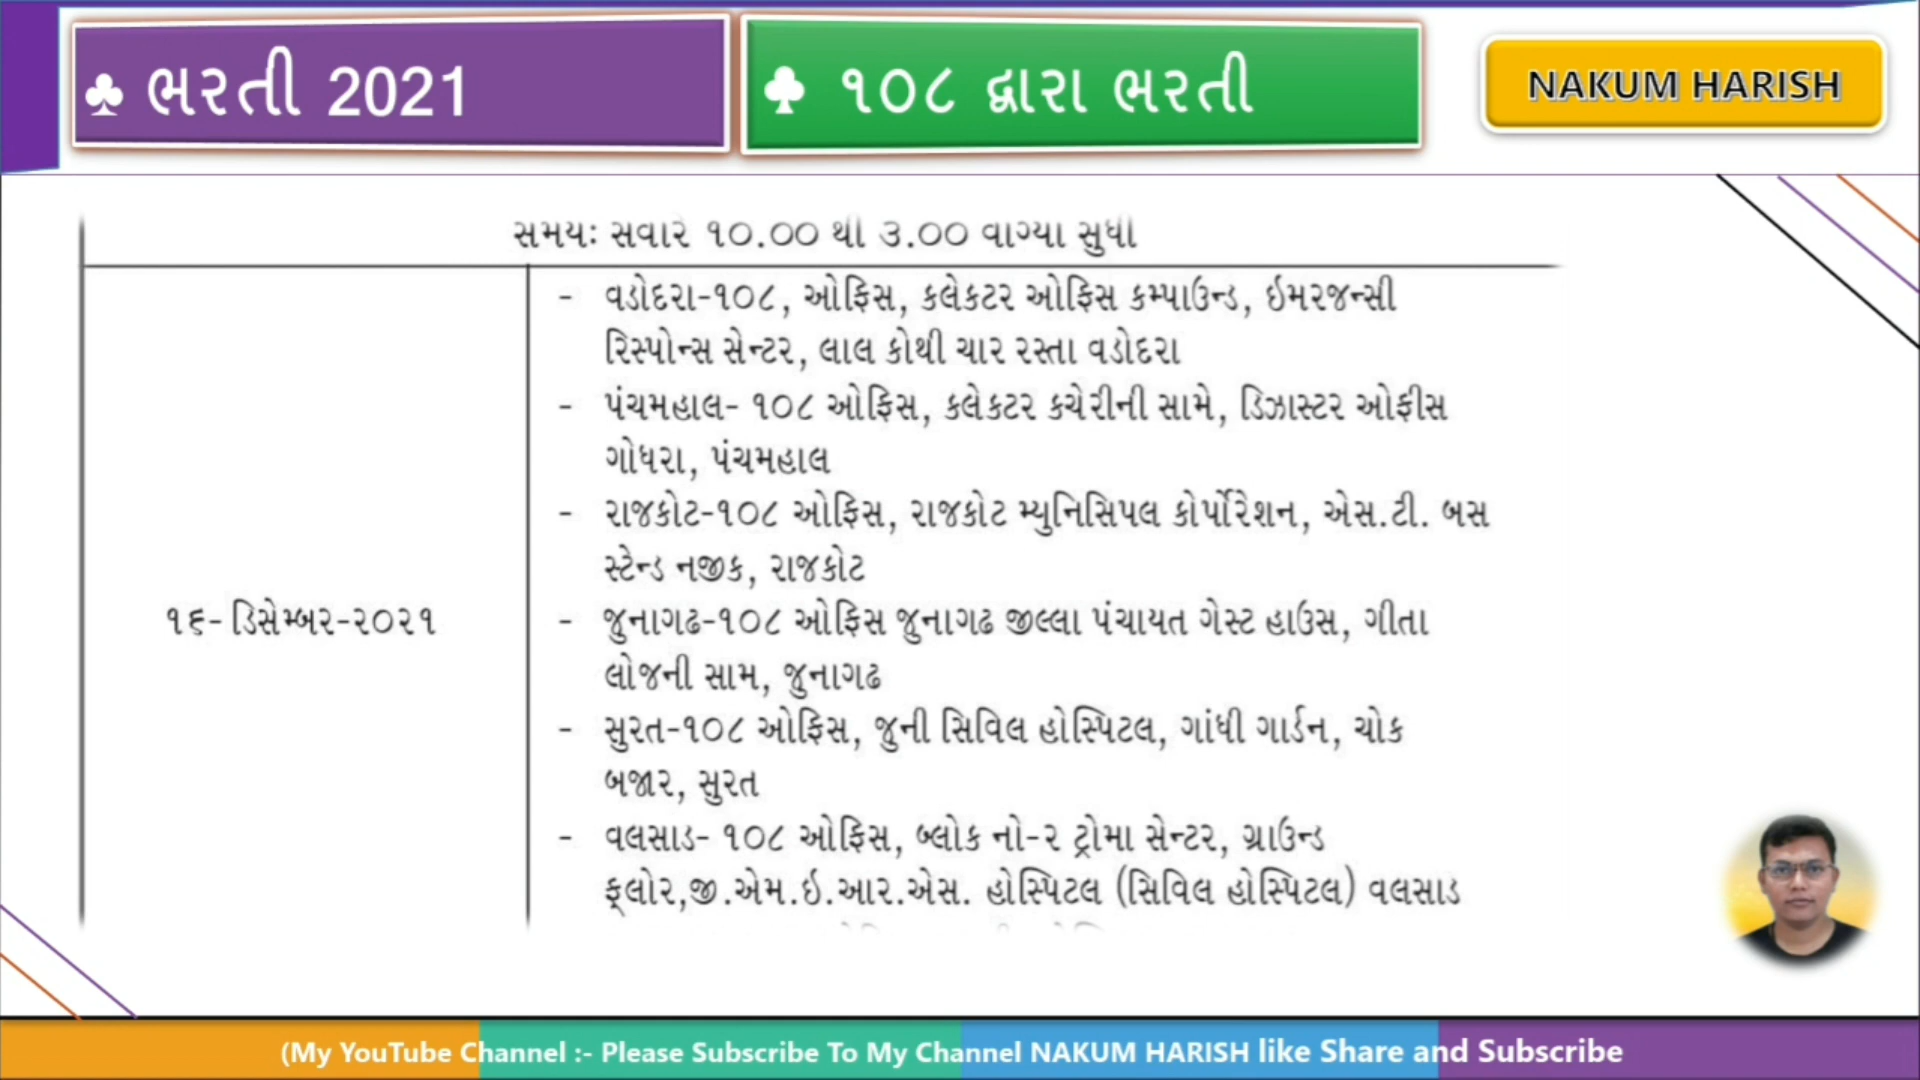 ♣ ભરતી 2021
♣ ૧૦૮ દ્વારા ભરતી
NAKUM HARISH
સમયઃ સવારે ૧૦.૦૦ થી ૩.૦૦ વાગ્યા સુધી
- વડોદરા-૧૦૮, ઓફિસ, કલેકટર ઓફિસ કમ્પાઉન્ડ, ઇમરજન્સી
રિસ્પોન્સ સેન્ટર, લાલ કોથી ચાર રસ્તા વડોદરા
- પંચમહાલ- ૧૦૮ ઓફિસ, કલેકટર કચેરીની સામે, ડિઝાસ્ટર ઓફીસ
ગોધરા, પંચમહાલ
- રાજકોટ-૧૦૮ ઓફિસ, રાજકોટ મ્યુનિસિપલ કોર્પોરેશન, એસ.ટી. બસ
સ્ટેન્ડ નજીક, રાજકોટ
૧૬- ડિસેમ્બર-૨૦૨૧
- જુનાગઢ-૧૦૮ ઓફિસ જુનાગઢ જીલ્લા પંચાયત ગેસ્ટ હાઉસ, ગીતા
લોજની સામ, જુનાગઢ
- સુરત-૧૦૮ ઓફિસ, જુની સિવિલ હોસ્પિટલ, ગાંધી ગાર્ડન, ચોક
બજાર, સુરત
- વલસાડ- ૧૦૮ ઓફિસ, બ્લોક નો-૨ ટ્રોમા સેન્ટર, ગ્રાઉન્ડ
ફ્લોર,જી.એમ.ઇ.આર.એસ. હોસ્પિટલ (સિવિલ હોસ્પિટલ) વલસાડ
(My YouTube Channel :- Please Subscribe To My Channel NAKUM HARISH like Share and Subscribe